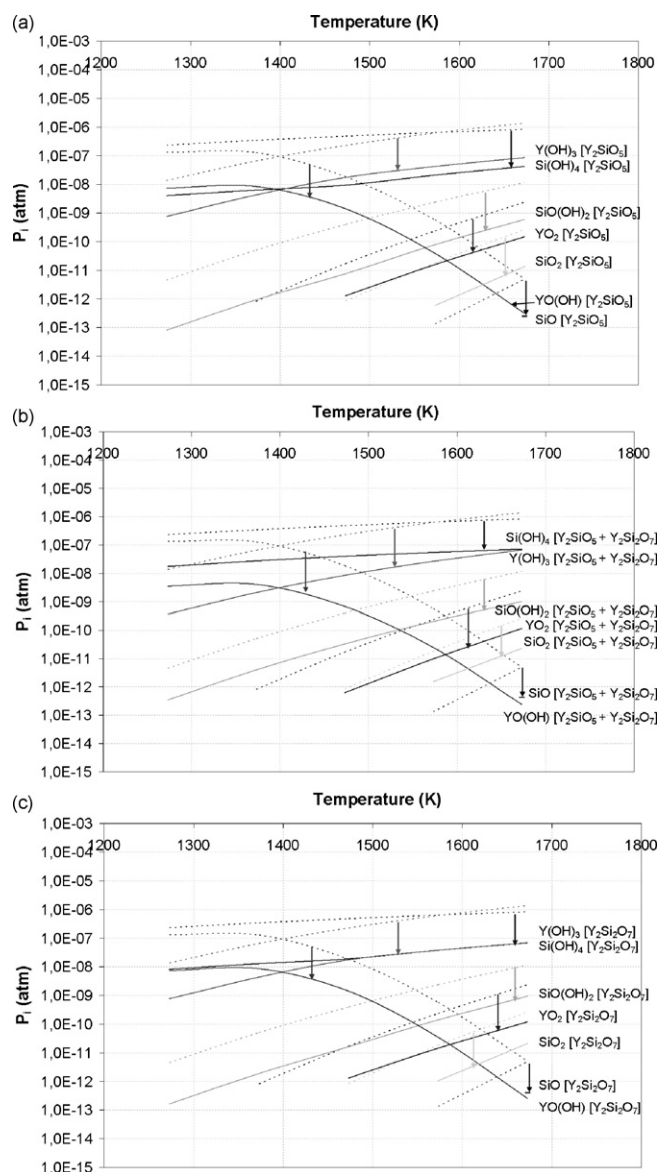 (a)
Temperature (K)
1200 1300 1400 1500 1600 1700 1800
1,0E-03
1,0E-04
1,0E-05
1,0E-06
1,0E-07
1,0E-08
1,0E-09
1,0E-10
1,0E-11
1,0E-12
1,0E-13
1,0E-14
1,0E-15
Pᵢ (atm)
Y(OH)₃ [Y₂SiO₅]
Si(OH)₄ [Y₂SiO₅]
SiO(OH)₂ [Y₂SiO₅]
YO₂ [Y₂SiO₅]
SiO₂ [Y₂SiO₅]
YO(OH) [Y₂SiO₅]
SiO [Y₂SiO₅]
(b)
Temperature (K)
1200 1300 1400 1500 1600 1700 1800
1,0E-03
1,0E-04
1,0E-05
1,0E-06
1,0E-07
1,0E-08
1,0E-09
1,0E-10
1,0E-11
1,0E-12
1,0E-13
1,0E-14
1,0E-15
Pᵢ (atm)
Si(OH)₄ [Y₂SiO₅ + Y₂Si₂O₇]
Y(OH)₃ [Y₂SiO₅ + Y₂Si₂O₇]
SiO(OH)₂ [Y₂SiO₅ + Y₂Si₂O₇]
YO₂ [Y₂SiO₅ + Y₂Si₂O₇]
SiO₂ [Y₂SiO₅ + Y₂Si₂O₇]
SiO [Y₂SiO₅ + Y₂Si₂O₇]
YO(OH) [Y₂SiO₅ + Y₂Si₂O₇]
(c)
Temperature (K)
1200 1300 1400 1500 1600 1700 1800
1,0E-03
1,0E-04
1,0E-05
1,0E-06
1,0E-07
1,0E-08
1,0E-09
1,0E-10
1,0E-11
1,0E-12
1,0E-13
1,0E-14
1,0E-15
Pᵢ (atm)
Y(OH)₃ [Y₂Si₂O₇]
Si(OH)₄ [Y₂Si₂O₇]
SiO(OH)₂ [Y₂Si₂O₇]
YO₂ [Y₂Si₂O₇]
SiO₂ [Y₂Si₂O₇]
SiO [Y₂Si₂O₇]
YO(OH) [Y₂Si₂O₇]